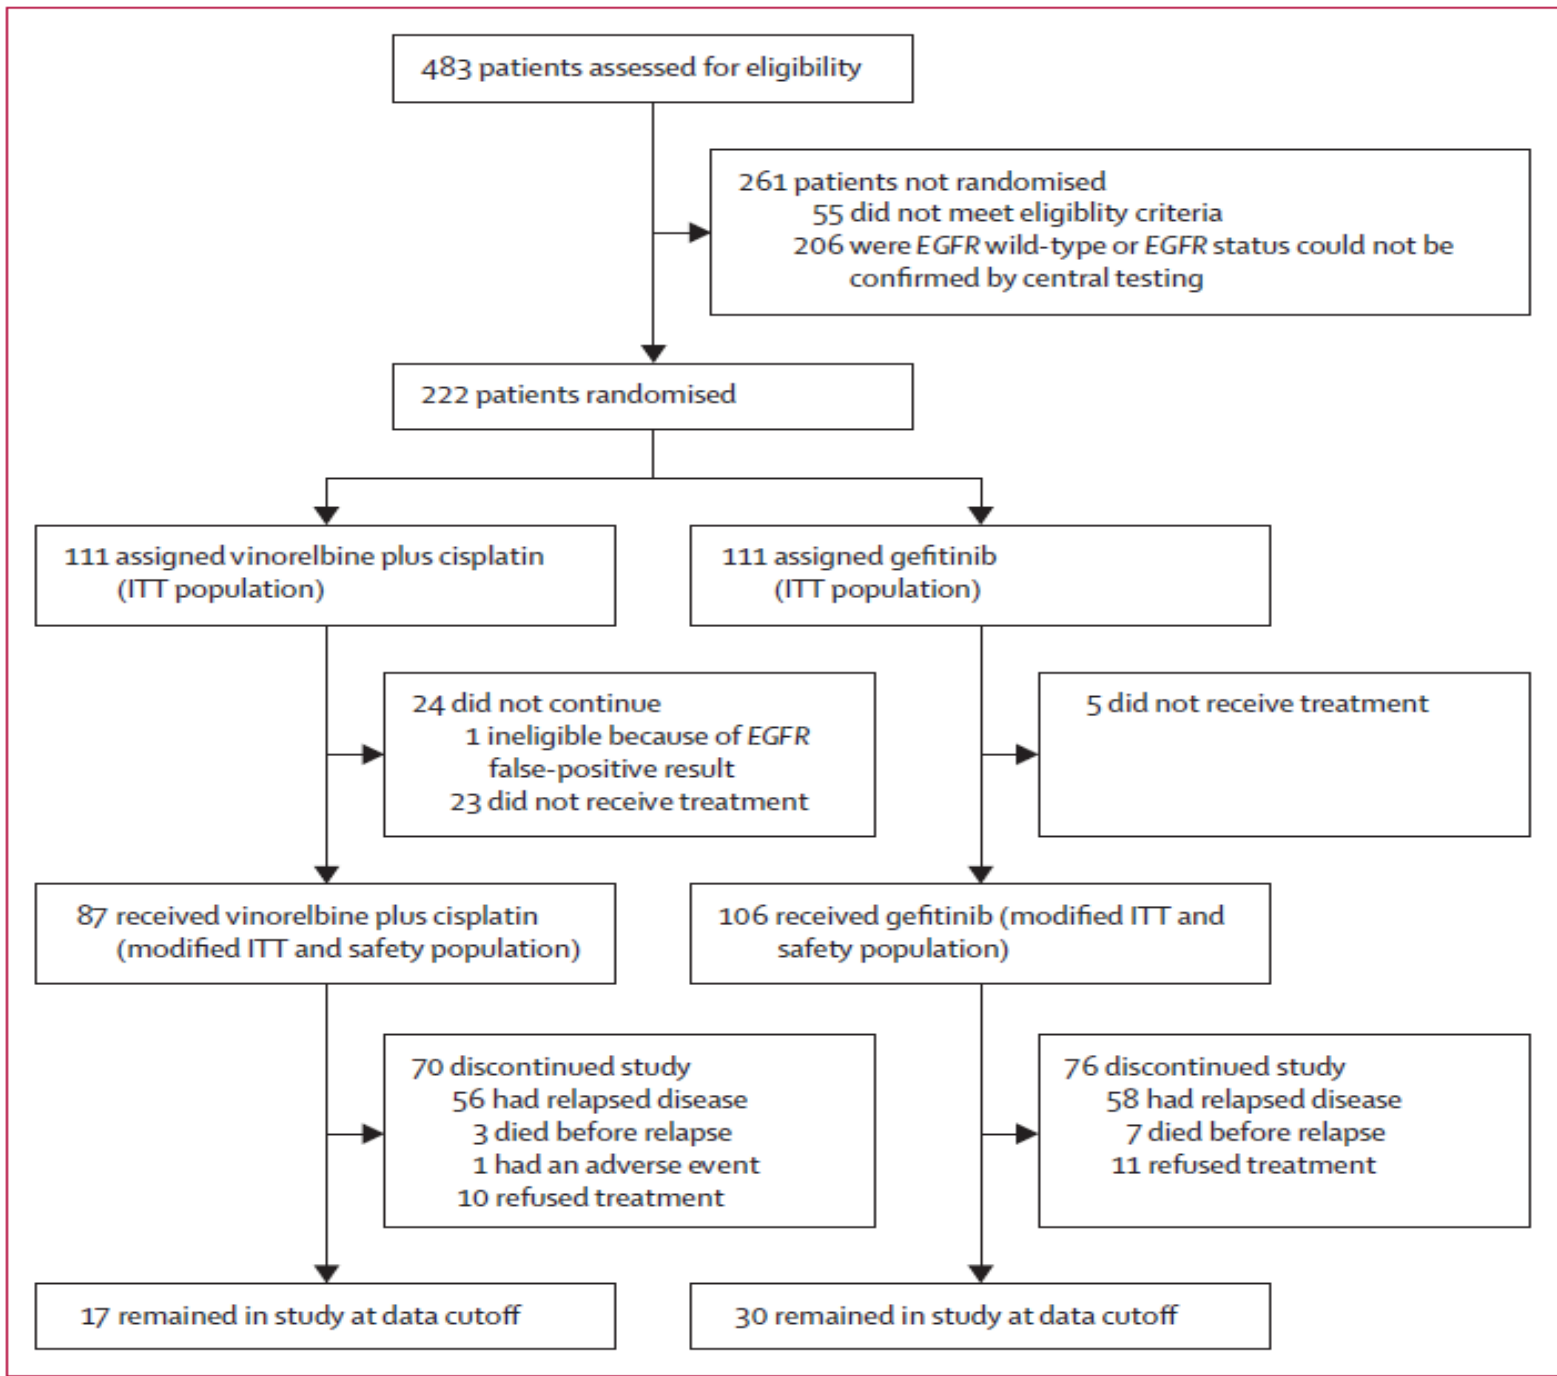 483 patients assessed for eligibility
261 patients not randomised
55 did not meet eligiblity criteria
206 were EGFR wild-type or EGFR status could not be
confirmed by central testing
222 patients randomised
111 assigned vinorelbine plus cisplatin
(ITT population)
111 assigned gefitinib
(ITT population)
24 did not continue
1 ineligible because of EGFR
false-positive result
23 did not receive treatment
5 did not receive treatment
87 received vinorelbine plus cisplatin
(modified ITT and safety population)
106 received gefitinib (modified ITT and
safety population)
70 discontinued study
56 had relapsed disease
3 died before relapse
1 had an adverse event
10 refused treatment
76 discontinued study
58 had relapsed disease
7 died before relapse
11 refused treatment
17 remained in study at data cutoff
30 remained in study at data cutoff